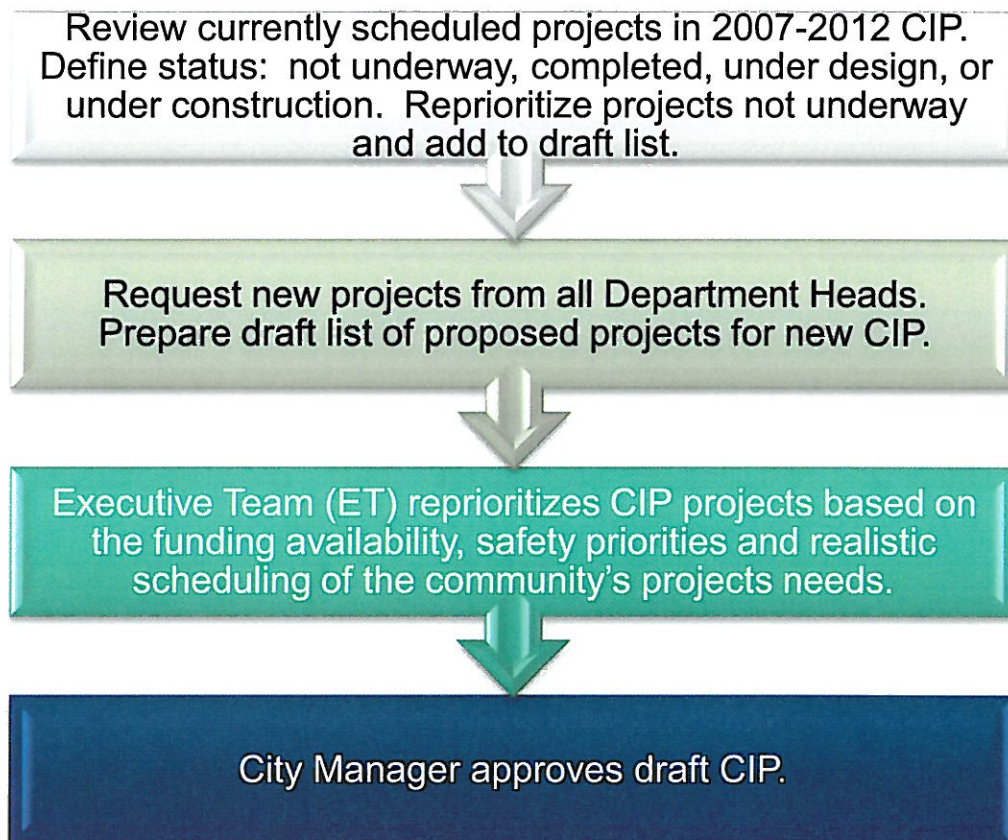 Review currently scheduled projects in 2007-2012 CIP.
Define status: not underway, completed, under design, or
under construction. Reprioritize projects not underway
and add to draft list.
Request new projects from all Department Heads.
Prepare draft list of proposed projects for new CIP.
Executive Team (ET) reprioritizes CIP projects based on
the funding availability, safety priorities and realistic
scheduling of the community’s projects needs.
City Manager approves draft CIP.